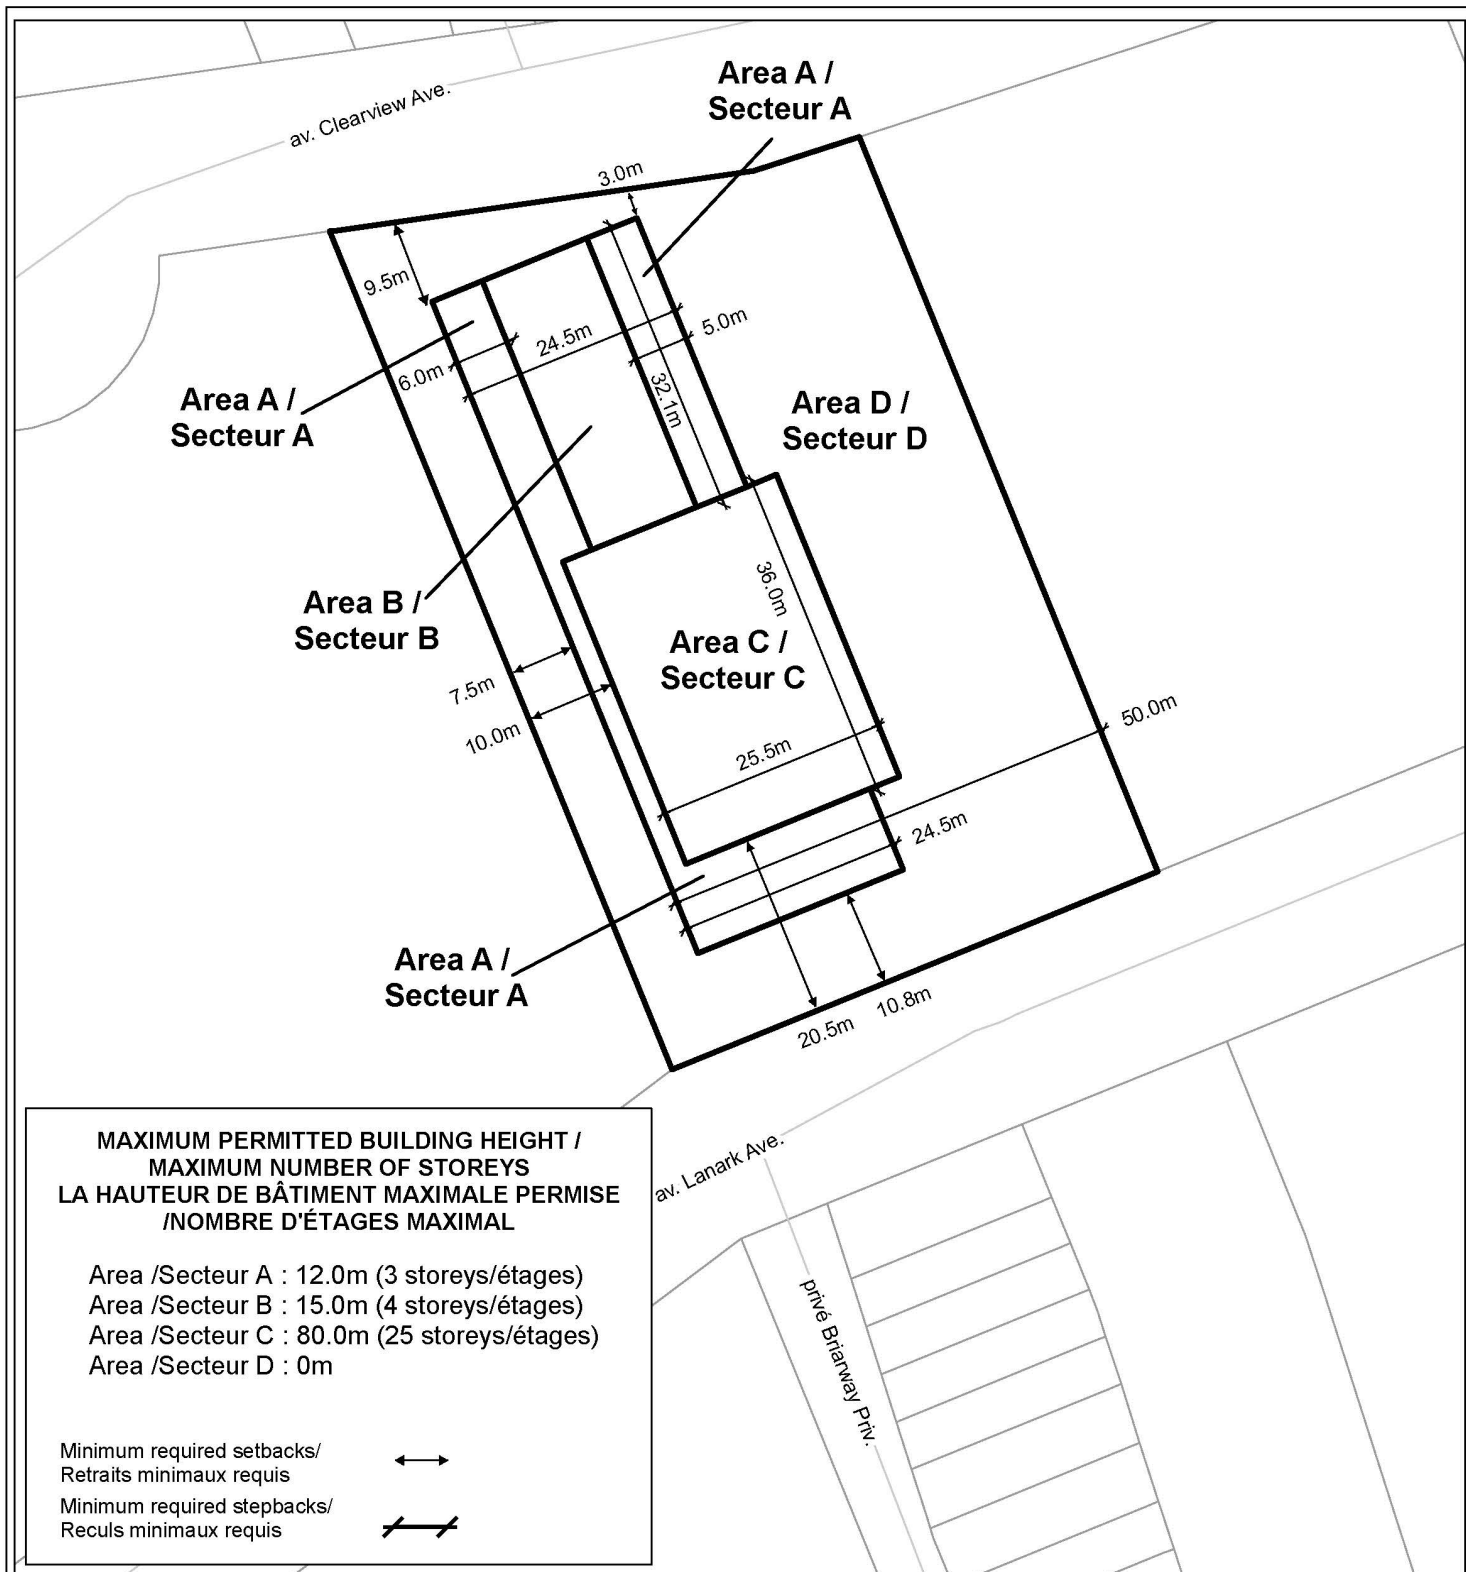 Area A /
Secteur A
av. Clearview Ave.
3.0m
9.5m
24.5m
5.0m
6.0m
32.1m
Area A /
Secteur A
Area D /
Secteur D
Area B /
Secteur B
36.0m
Area C /
Secteur C
7.5m
10.0m
25.5m
50.0m
24.5m
Area A /
Secteur A
20.5m
10.8m
av. Lanark Ave.
privé Briarway Priv.
MAXIMUM PERMITTED BUILDING HEIGHT /
MAXIMUM NUMBER OF STOREYS
LA HAUTEUR DE BÂTIMENT MAXIMALE PERMISE
/NOMBRE D'ÉTAGES MAXIMAL
Area /Secteur A : 12.0m (3 storeys/étages)
Area /Secteur B : 15.0m (4 storeys/étages)
Area /Secteur C : 80.0m (25 storeys/étages)
Area /Secteur D : 0m
Minimum required setbacks/
Retraits minimaux requis
Minimum required stepbacks/
Reculs minimaux requis